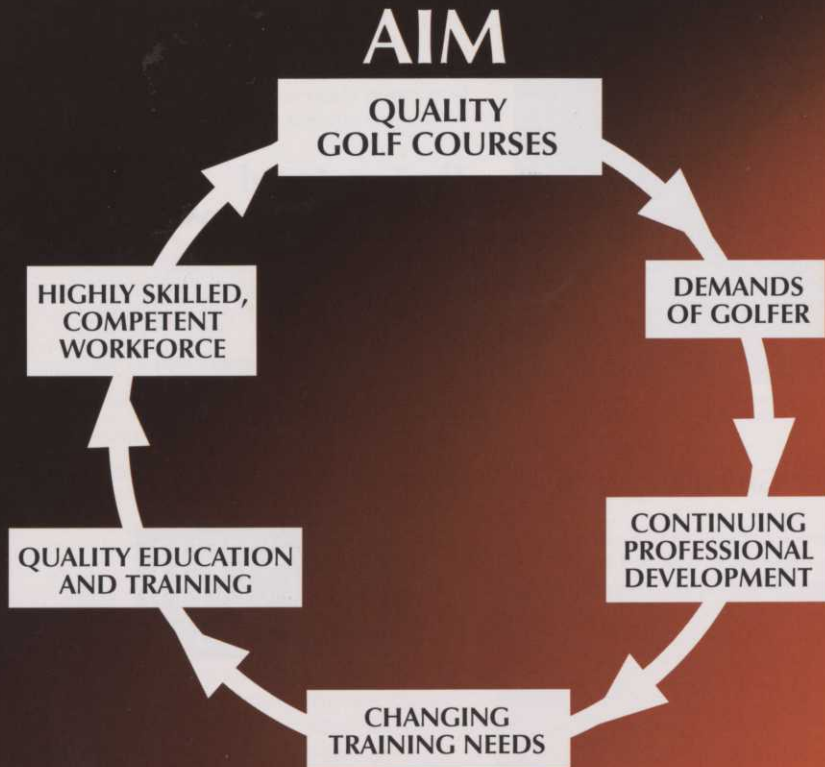 AIM
QUALITY
GOLF COURSES
DEMANDS
OF GOLFER
CONTINUING
PROFESSIONAL
DEVELOPMENT
CHANGING
TRAINING NEEDS
QUALITY EDUCATION
AND TRAINING
HIGHLY SKILLED,
COMPETENT
WORKFORCE